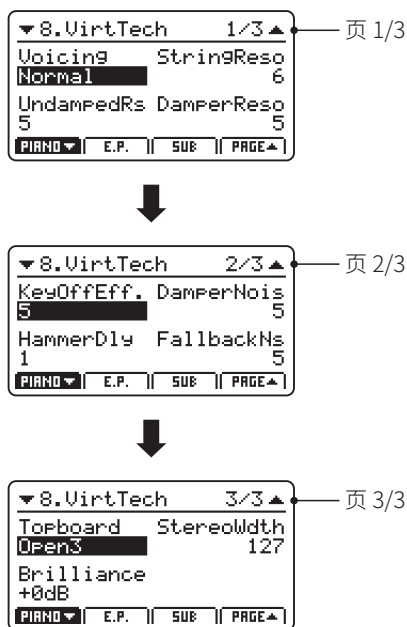 8.VirtTech 1/3 页 1/3
Voicing StringReso
Normal 6
UndampedRs DamperReso
5 5
PIANO E.P. SUB PAGE
8.VirtTech 2/3 页 2/3
KeyOffEff. DamperNois
5 5
HammerDly FallbackNs
1 5
PIANO E.P. SUB PAGE
8.VirtTech 3/3 页 3/3
Topboard StereoWdth
Open3 127
Brilliance
+0dB
PIANO E.P. SUB PAGE